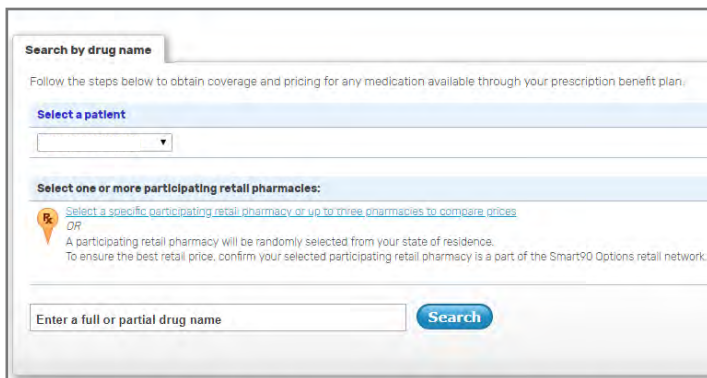 Search by drug name
Follow the steps below to obtain coverage and pricing for any medication available through your prescription benefit plan.
Select a patient
Select one or more participating retail pharmacies:
Rx
Select a specific participating retail pharmacy or up to three pharmacies to compare prices
OR
A participating retail pharmacy will be randomly selected from your state of residence.
To ensure the best retail price, confirm your selected participating retail pharmacy is a part of the Smart90 Options retail network.
Enter a full or partial drug name
Search